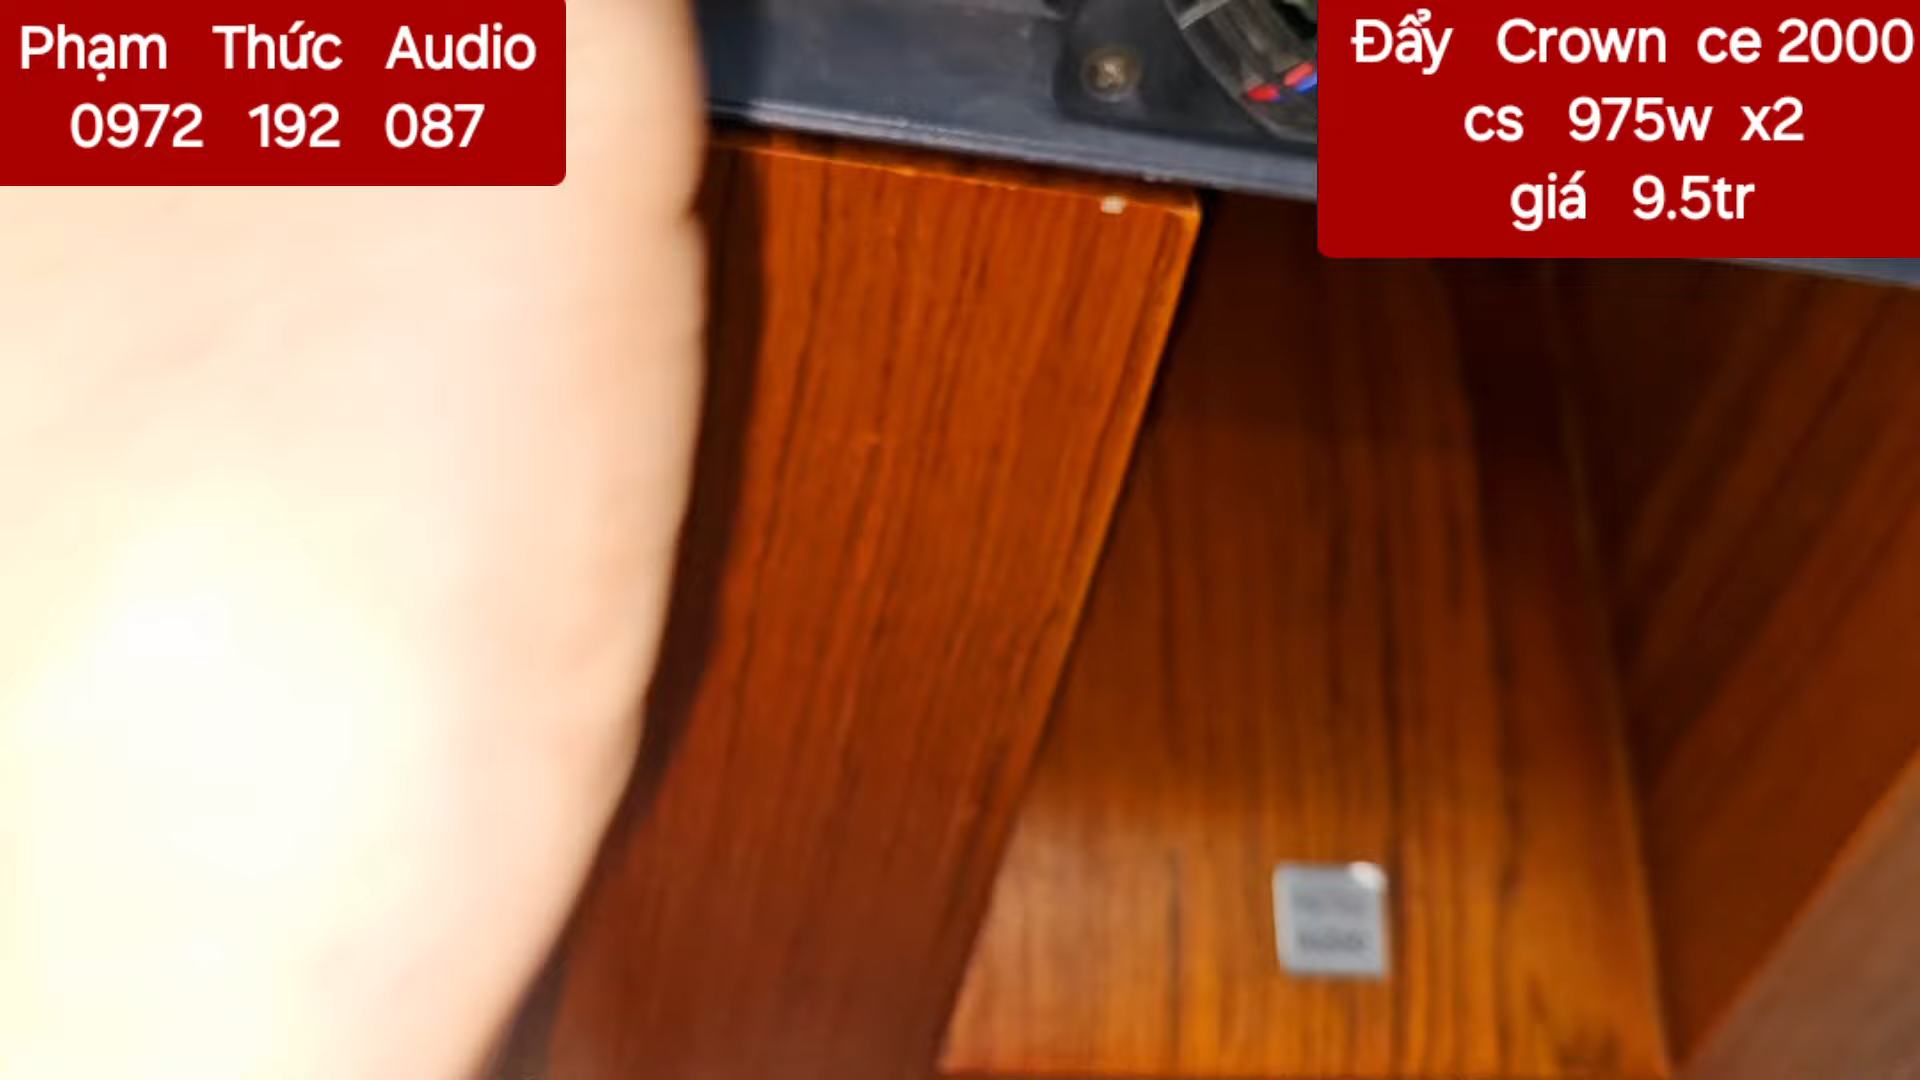 Phạm Thức Audio
0972 192 087
Đẩy Crown ce 2000
cs 975w x2
giá 9.5tr